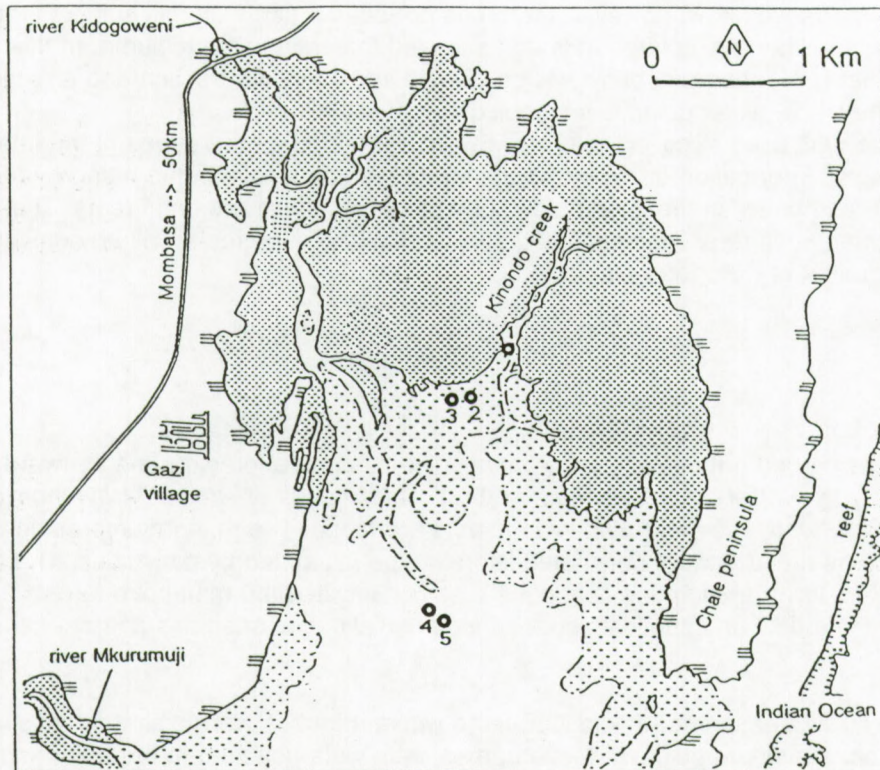 river Kidogoweni
N
0 1 Km
Mombasa --> 50km
Kinondo creek
1
3 2
Gazi
village
Chale peninsula
reef
4 5
river Mkurumuji
Indian Ocean